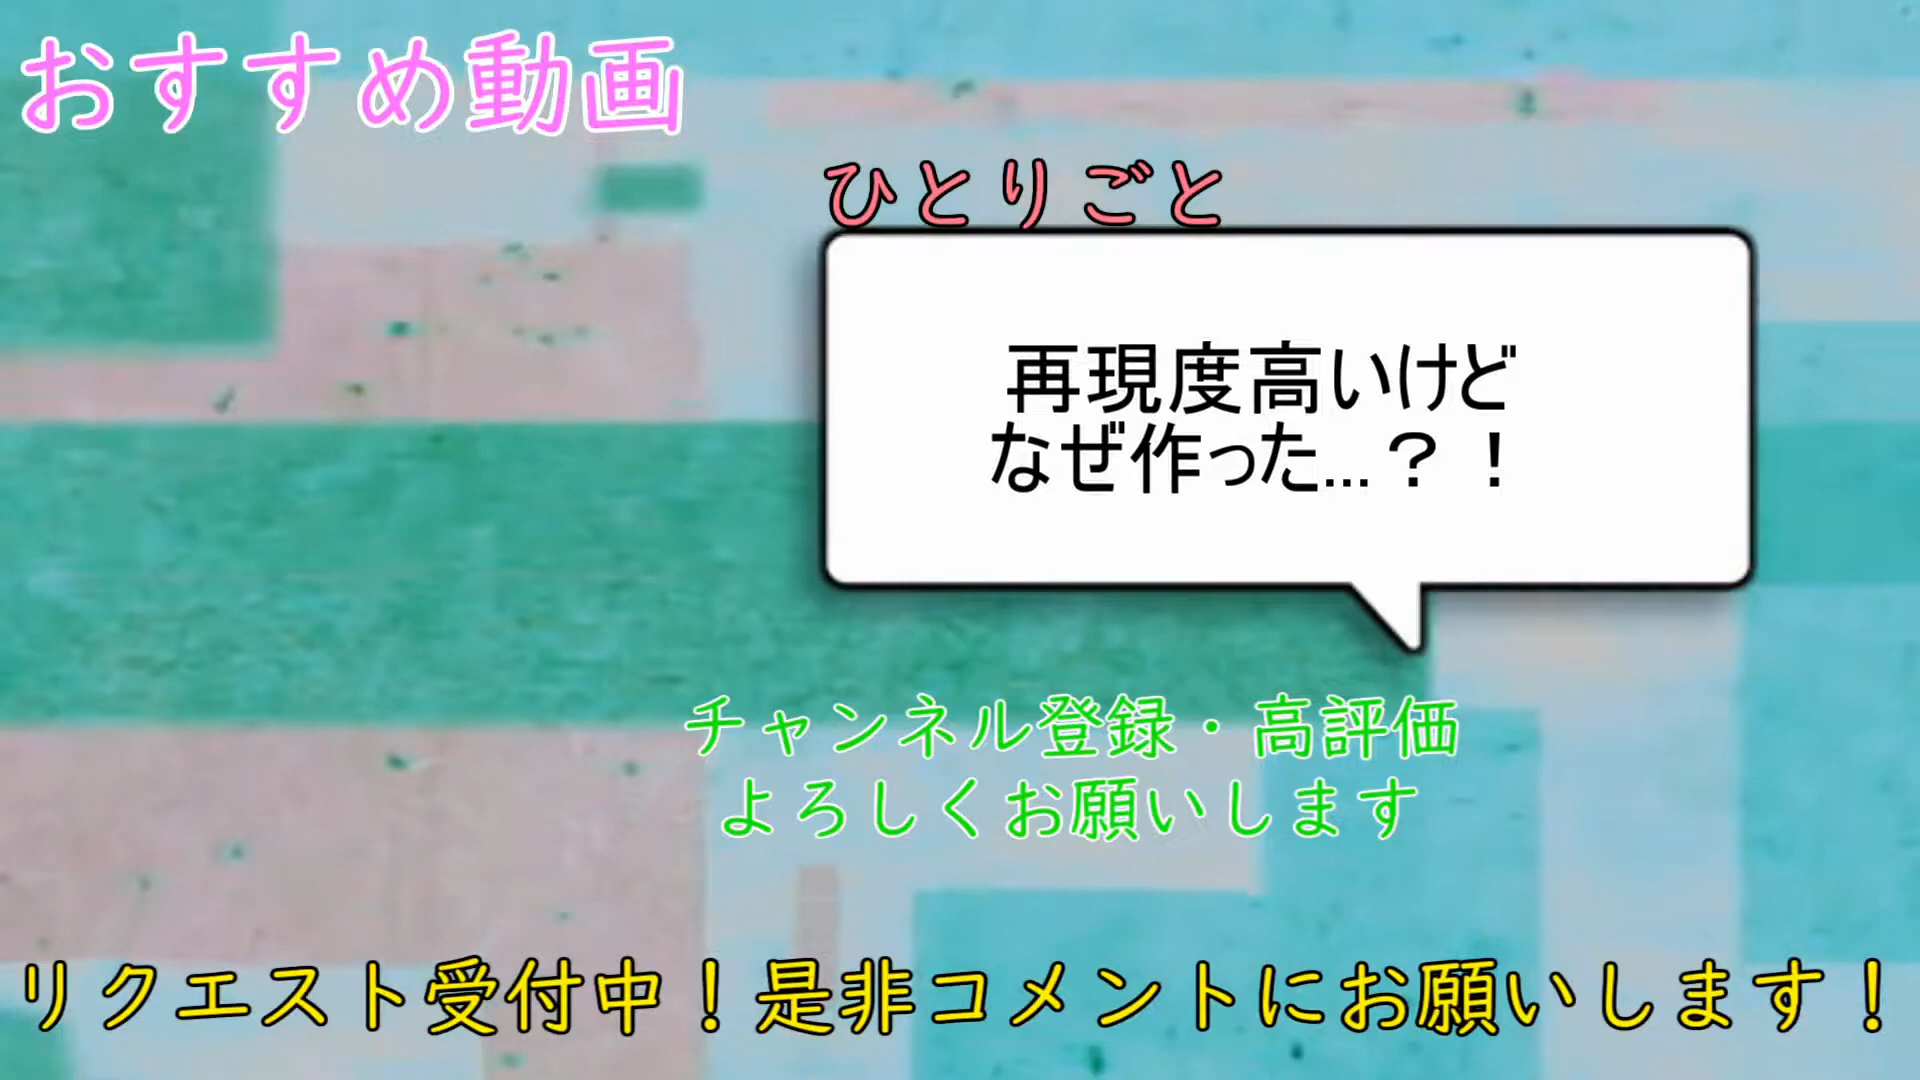 おすすめ動画
ひとりごと
再現度高いけど
なぜ作った...？！
チャンネル登録・高評価
よろしくお願いします
リクエスト受付中！是非コメントにお願いします！